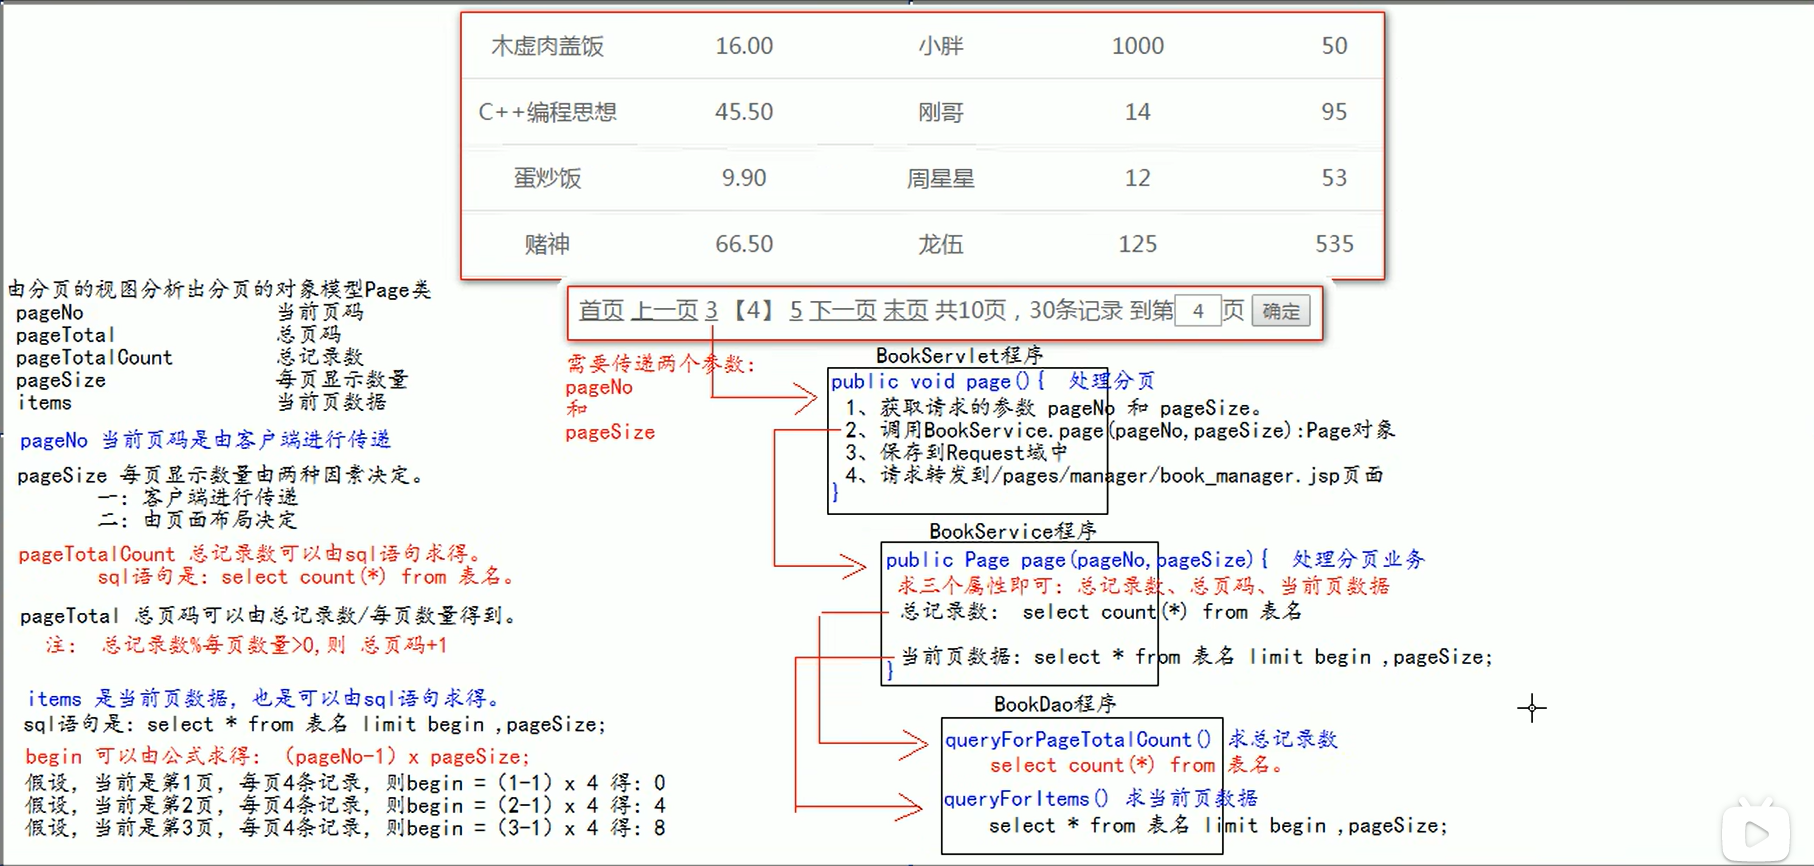 木虚肉盖饭 16.00 小胖 1000 50
C++编程思想 45.50 刚哥 14 95
蛋炒饭 9.90 周星星 12 53
赌神 66.50 龙伍 125 535
首页 上一页 3 【4】 5 下一页 末页 共10页，30条记录 到第 4 页 确定
由分页的视图分析出分页的对象模型Page类
pageNo 当前页码
pageTotal 总页码
pageTotalCount 总记录数
pageSize 每页显示数量
items 当前页数据
pageNo 当前页码是由客户端进行传递
pageSize 每页显示数量由两种因素决定。
一：客户端进行传递
二：由页面布局决定
pageTotalCount 总记录数可以由sql语句求得。
sql语句是：select count(*) from 表名。
pageTotal 总页码可以由总记录数/每页数量得到。
注： 总记录数%每页数量>0,则 总页码+1
items 是当前页数据，也是可以由sql语句求得。
sql语句是：select * from 表名 limit begin ,pageSize;
begin 可以由公式求得：（pageNo-1）x pageSize;
假设，当前是第1页，每页4条记录，则begin =（1-1）x 4 得：0
假设，当前是第2页，每页4条记录，则begin =（2-1）x 4 得：4
假设，当前是第3页，每页4条记录，则begin =（3-1）x 4 得：8
需要传递两个参数：
pageNo
和
pageSize
BookServlet程序
public void page(){ 处理分页
1、获取请求的参数 pageNo 和 pageSize。
2、调用BookService.page(pageNo,pageSize):Page对象
3、保存到Request域中
4、请求转发到/pages/manager/book_manager.jsp页面
}
BookService程序
public Page page(pageNo,pageSize){ 处理分页业务
求三个属性即可：总记录数、总页码、当前页数据
总记录数： select count(*) from 表名
当前页数据：select * from 表名 limit begin ,pageSize;
}
BookDao程序
queryForPageTotalCount() 求总记录数
select count(*) from 表名。
queryForItems() 求当前页数据
select * from 表名 limit begin ,pageSize;